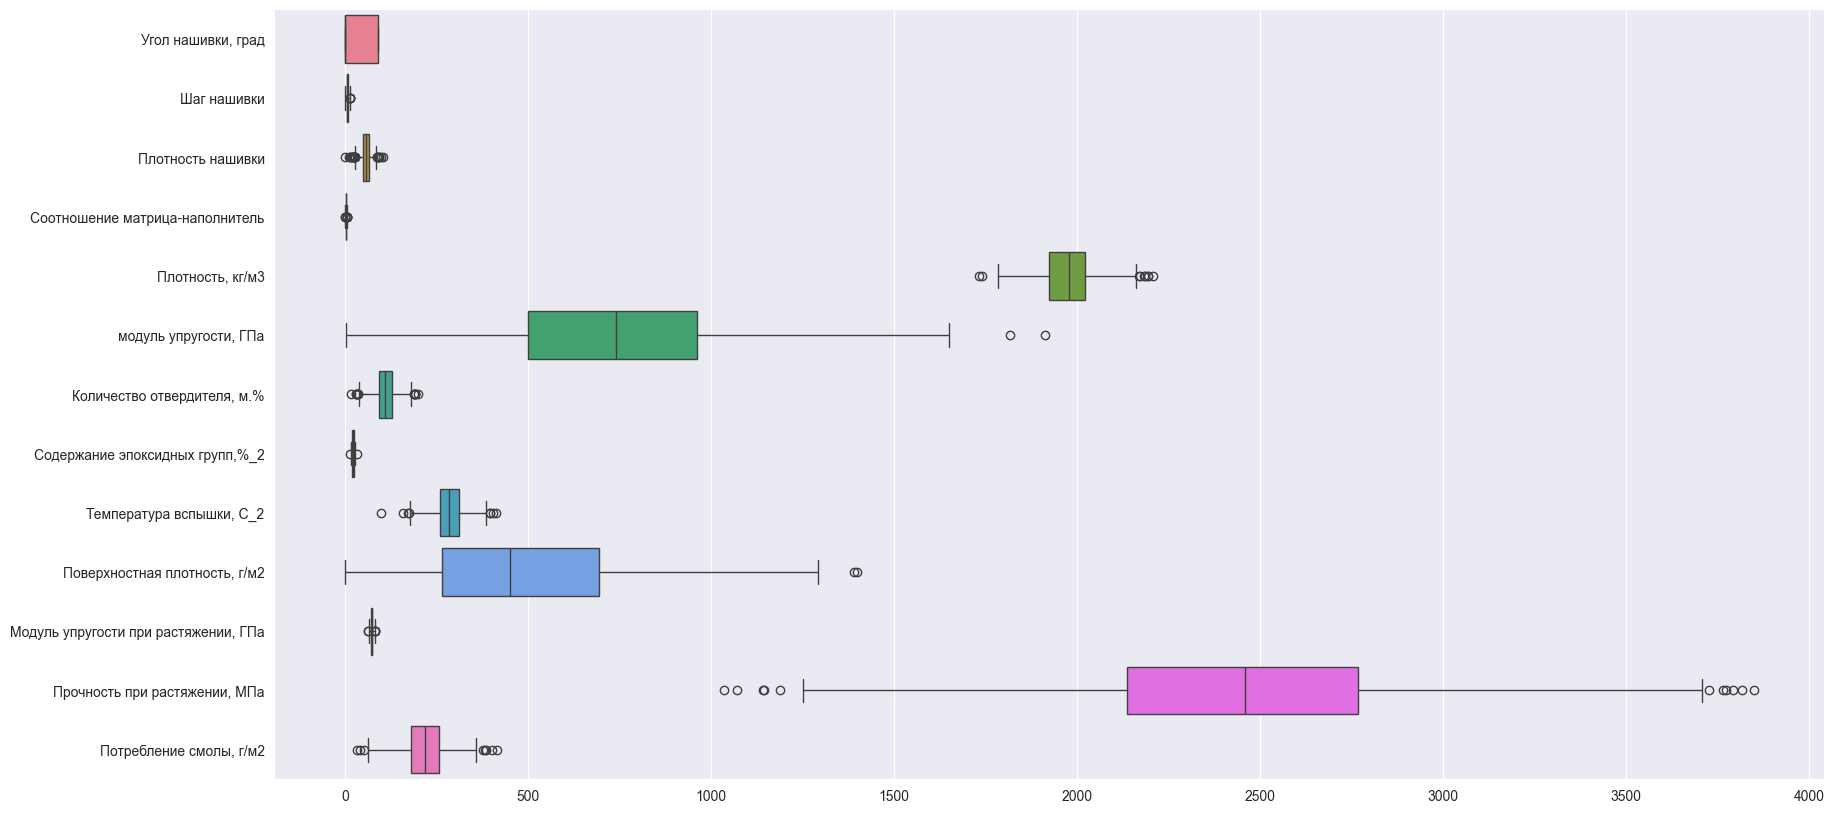 Угол нашивки, град
Шаг нашивки
Плотность нашивки
Соотношение матрица-наполнитель
Плотность, кг/м3
модуль упругости, ГПа
Количество отвердителя, м.%
Содержание эпоксидных групп,%_2
Температура вспышки, С_2
Поверхностная плотность, г/м2
Модуль упругости при растяжении, ГПа
Прочность при растяжении, МПа
Потребление смолы, г/м2
0 500 1000 1500 2000 2500 3000 3500 4000